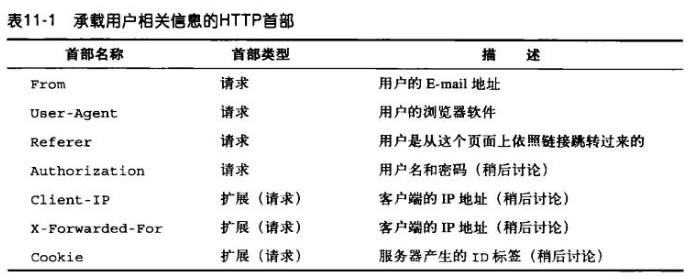 表11-1 承载用户相关信息的HTTP首部
首部名称 首部类型 描 述
From 请求 用户的 E-mail 地址
User-Agent 请求 用户的浏览器软件
Referer 请求 用户是从这个页面上依照链接跳转过来的
Authorization 请求 用户名和密码（稍后讨论）
Client-IP 扩展（请求） 客户端的 IP 地址（稍后讨论）
X-Forwarded-For 扩展（请求） 客户端的 IP 地址（稍后讨论）
Cookie 扩展（请求） 服务器产生的 ID 标签（稍后讨论）